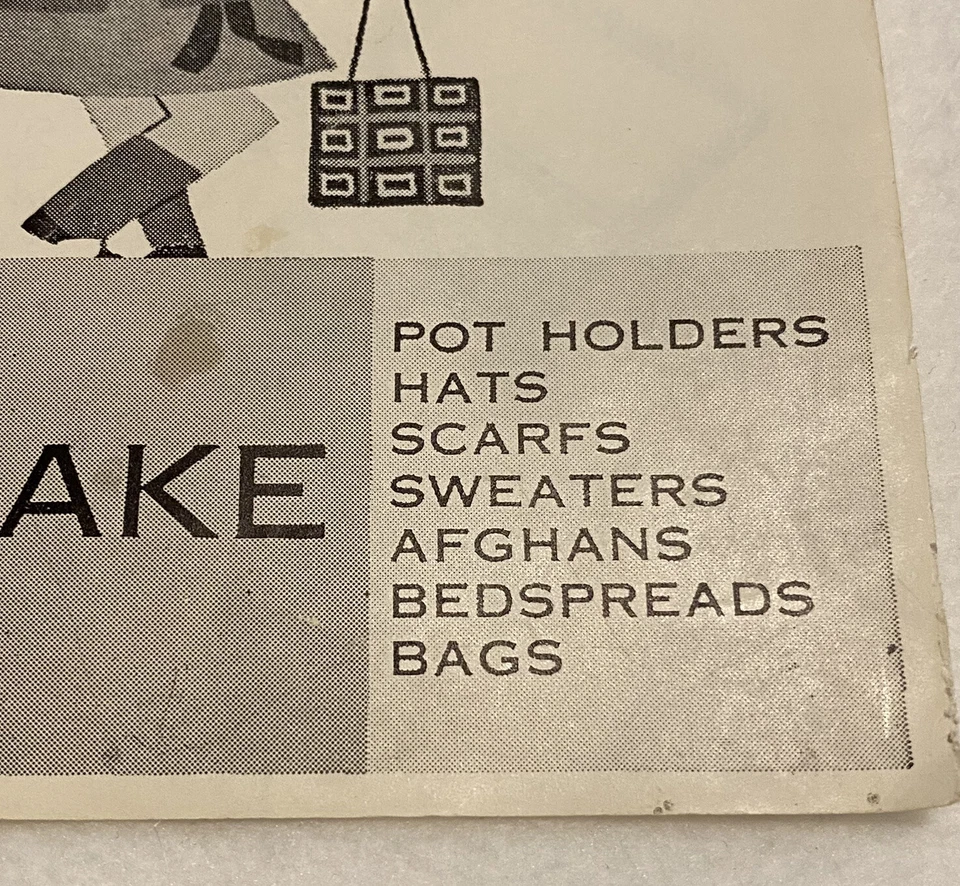 AKE
POT HOLDERS
HATS
SCARFS
SWEATERS
AFGHANS
BEDSPREADS
BAGS